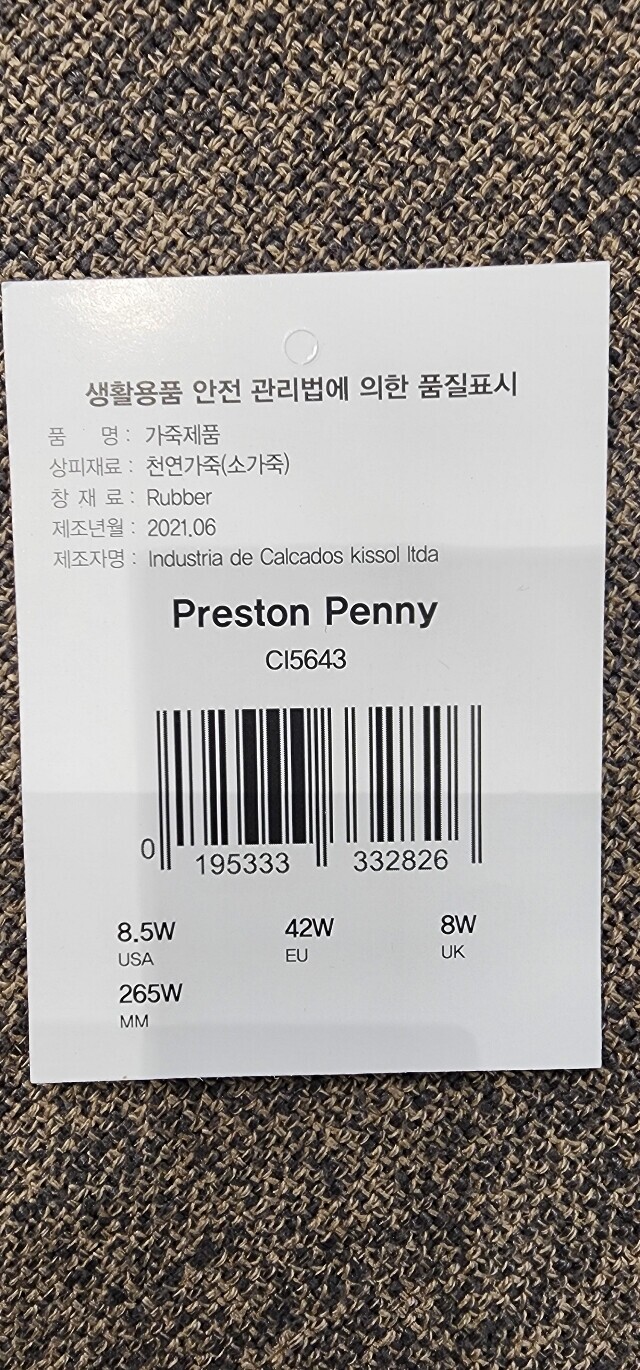 생활용품 안전 관리법에 의한 품질표시
품 명 : 가죽제품
상피재료 : 천연가죽(소가죽)
창 재 료 : Rubber
제조년월 : 2021.06
제조자명 : Industria de Calcados kissol ltda
Preston Penny
CI5643
0 195333 332826
8.5W 42W 8W
USA EU UK
265W
MM